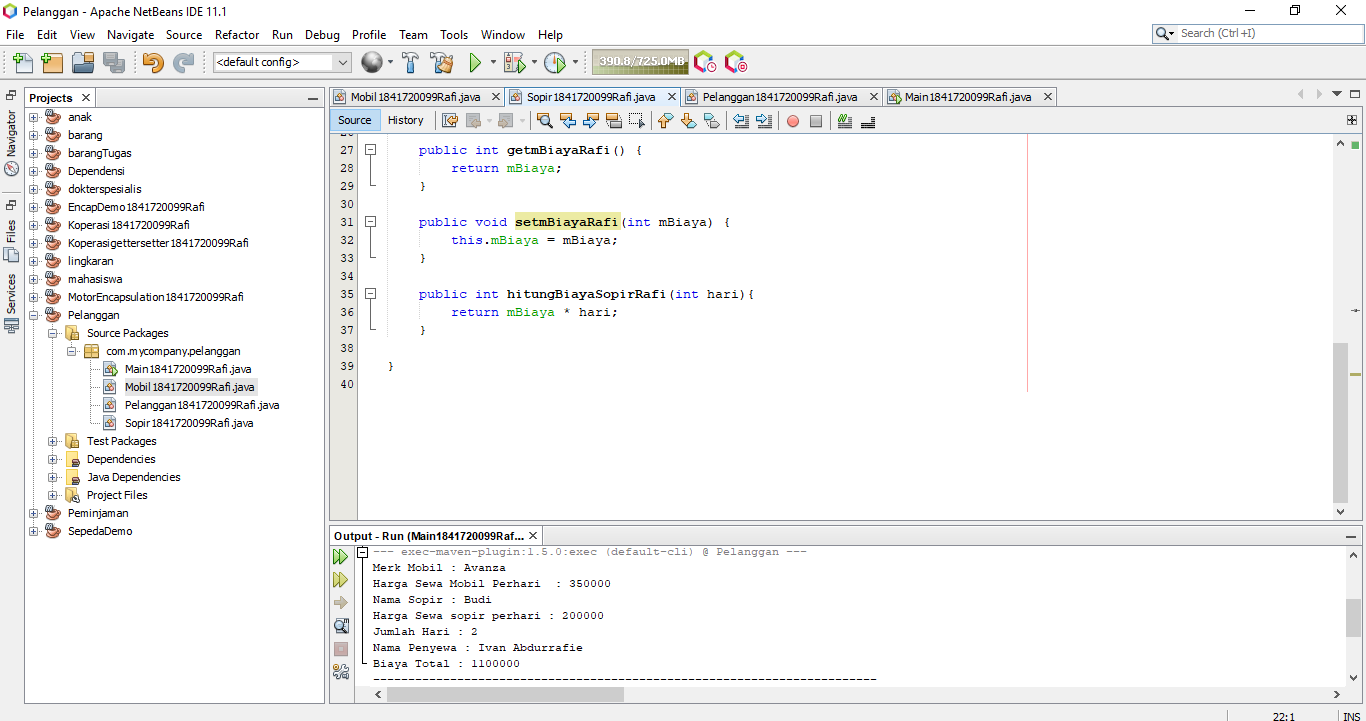 Pelanggan - Apache NetBeans IDE 11.1
File Edit View Navigate Source Refactor Run Debug Profile Team Tools Window Help
Search (Ctrl+I)
<default config>
390.8/725.0MB
Projects
Navigator
Files
Services
anak
barang
barangTugas
Dependensi
dokterspesialis
EncapDemo1841720099Rafi
Koperasi1841720099Rafi
Koperasigettersetter1841720099Rafi
lingkaran
mahasiswa
MotorEncapsulation1841720099Rafi
Pelanggan
Source Packages
com.mycompany.pelanggan
Main1841720099Rafi.java
Mobil1841720099Rafi.java
Pelanggan1841720099Rafi.java
Sopir1841720099Rafi.java
Test Packages
Dependencies
Java Dependencies
Project Files
Peminjaman
SepedaDemo
Mobil1841720099Rafi.java Sopir1841720099Rafi.java Pelanggan1841720099Rafi.java Main1841720099Rafi.java
Source History
27 public int getmBiayaRafi() {
28 return mBiaya;
29 }
30
31 public void setmBiayaRafi(int mBiaya) {
32 this.mBiaya = mBiaya;
33 }
34
35 public int hitungBiayaSopirRafi(int hari){
36 return mBiaya * hari;
37 }
38
39 }
40
Output - Run (Main1841720099Raf...
--- exec-maven-plugin:1.5.0:exec (default-cli) @ Pelanggan ---
Merk Mobil : Avanza
Harga Sewa Mobil Perhari  : 350000
Nama Sopir : Budi
Harga Sewa sopir perhari : 200000
Jumlah Hari : 2
Nama Penyewa : Ivan Abdurrafie
Biaya Total : 1100000
------------------------------------------------------------------------
22:1 INS